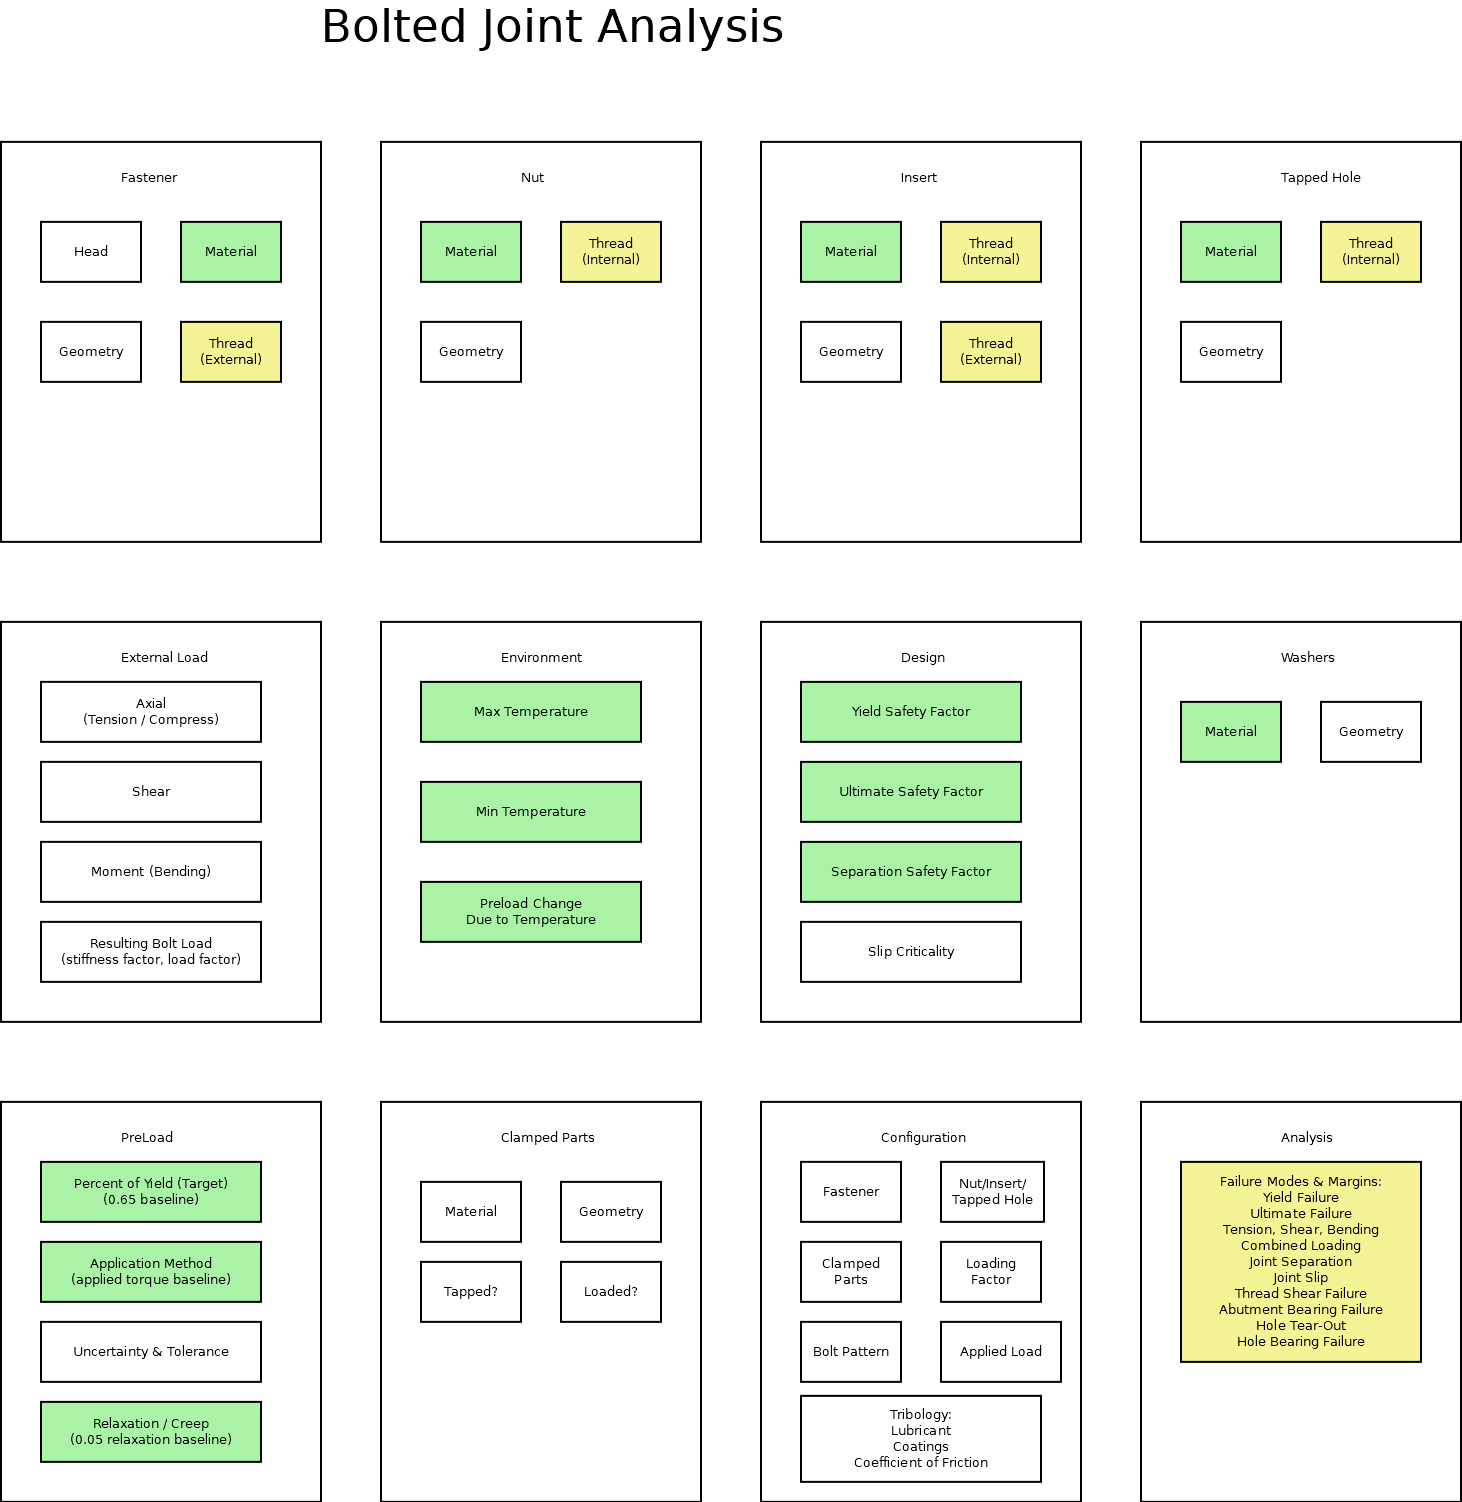 Bolted Joint Analysis
Fastener
Head
Material
Geometry
Thread
(External)
Nut
Material
Thread
(Internal)
Geometry
Insert
Material
Thread
(Internal)
Geometry
Thread
(External)
Tapped Hole
Material
Thread
(Internal)
Geometry
External Load
Axial
(Tension / Compress)
Shear
Moment (Bending)
Resulting Bolt Load
(stiffness factor, load factor)
Environment
Max Temperature
Min Temperature
Preload Change
Due to Temperature
Design
Yield Safety Factor
Ultimate Safety Factor
Separation Safety Factor
Slip Criticality
Washers
Material
Geometry
PreLoad
Percent of Yield (Target)
(0.65 baseline)
Application Method
(applied torque baseline)
Uncertainty & Tolerance
Relaxation / Creep
(0.05 relaxation baseline)
Clamped Parts
Material
Geometry
Tapped?
Loaded?
Configuration
Fastener
Nut/Insert/
Tapped Hole
Clamped
Parts
Loading
Factor
Bolt Pattern
Applied Load
Tribology:
Lubricant
Coatings
Coefficient of Friction
Analysis
Failure Modes & Margins:
Yield Failure
Ultimate Failure
Tension, Shear, Bending
Combined Loading
Joint Separation
Joint Slip
Thread Shear Failure
Abutment Bearing Failure
Hole Tear-Out
Hole Bearing Failure